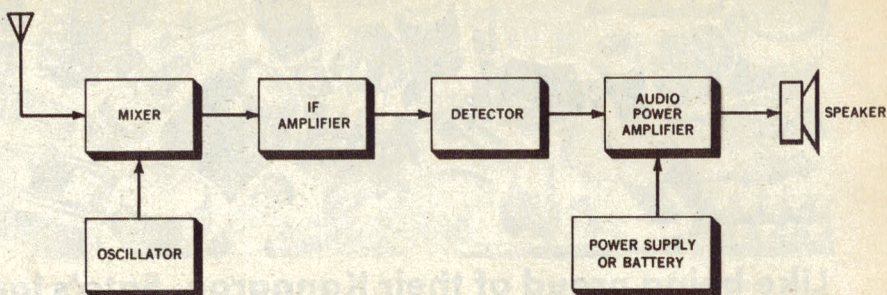 MIXER
IF
AMPLIFIER
DETECTOR
AUDIO
POWER
AMPLIFIER
SPEAKER
OSCILLATOR
POWER SUPPLY
OR BATTERY